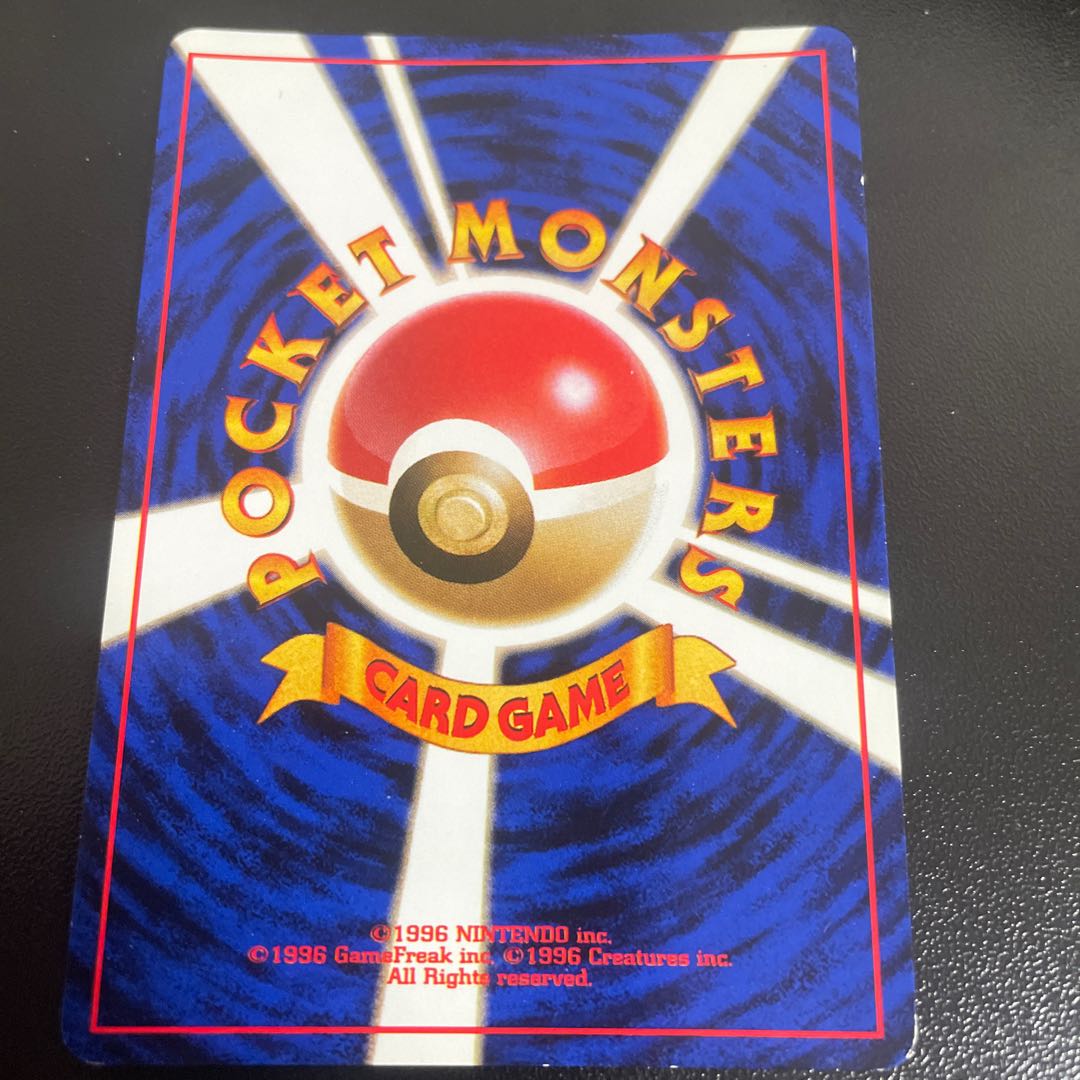 POCKET MONSTERS
CARD GAME
©1996 NINTENDO inc.
©1996 GameFreak inc. ©1996 Creatures inc.
All Rights reserved.